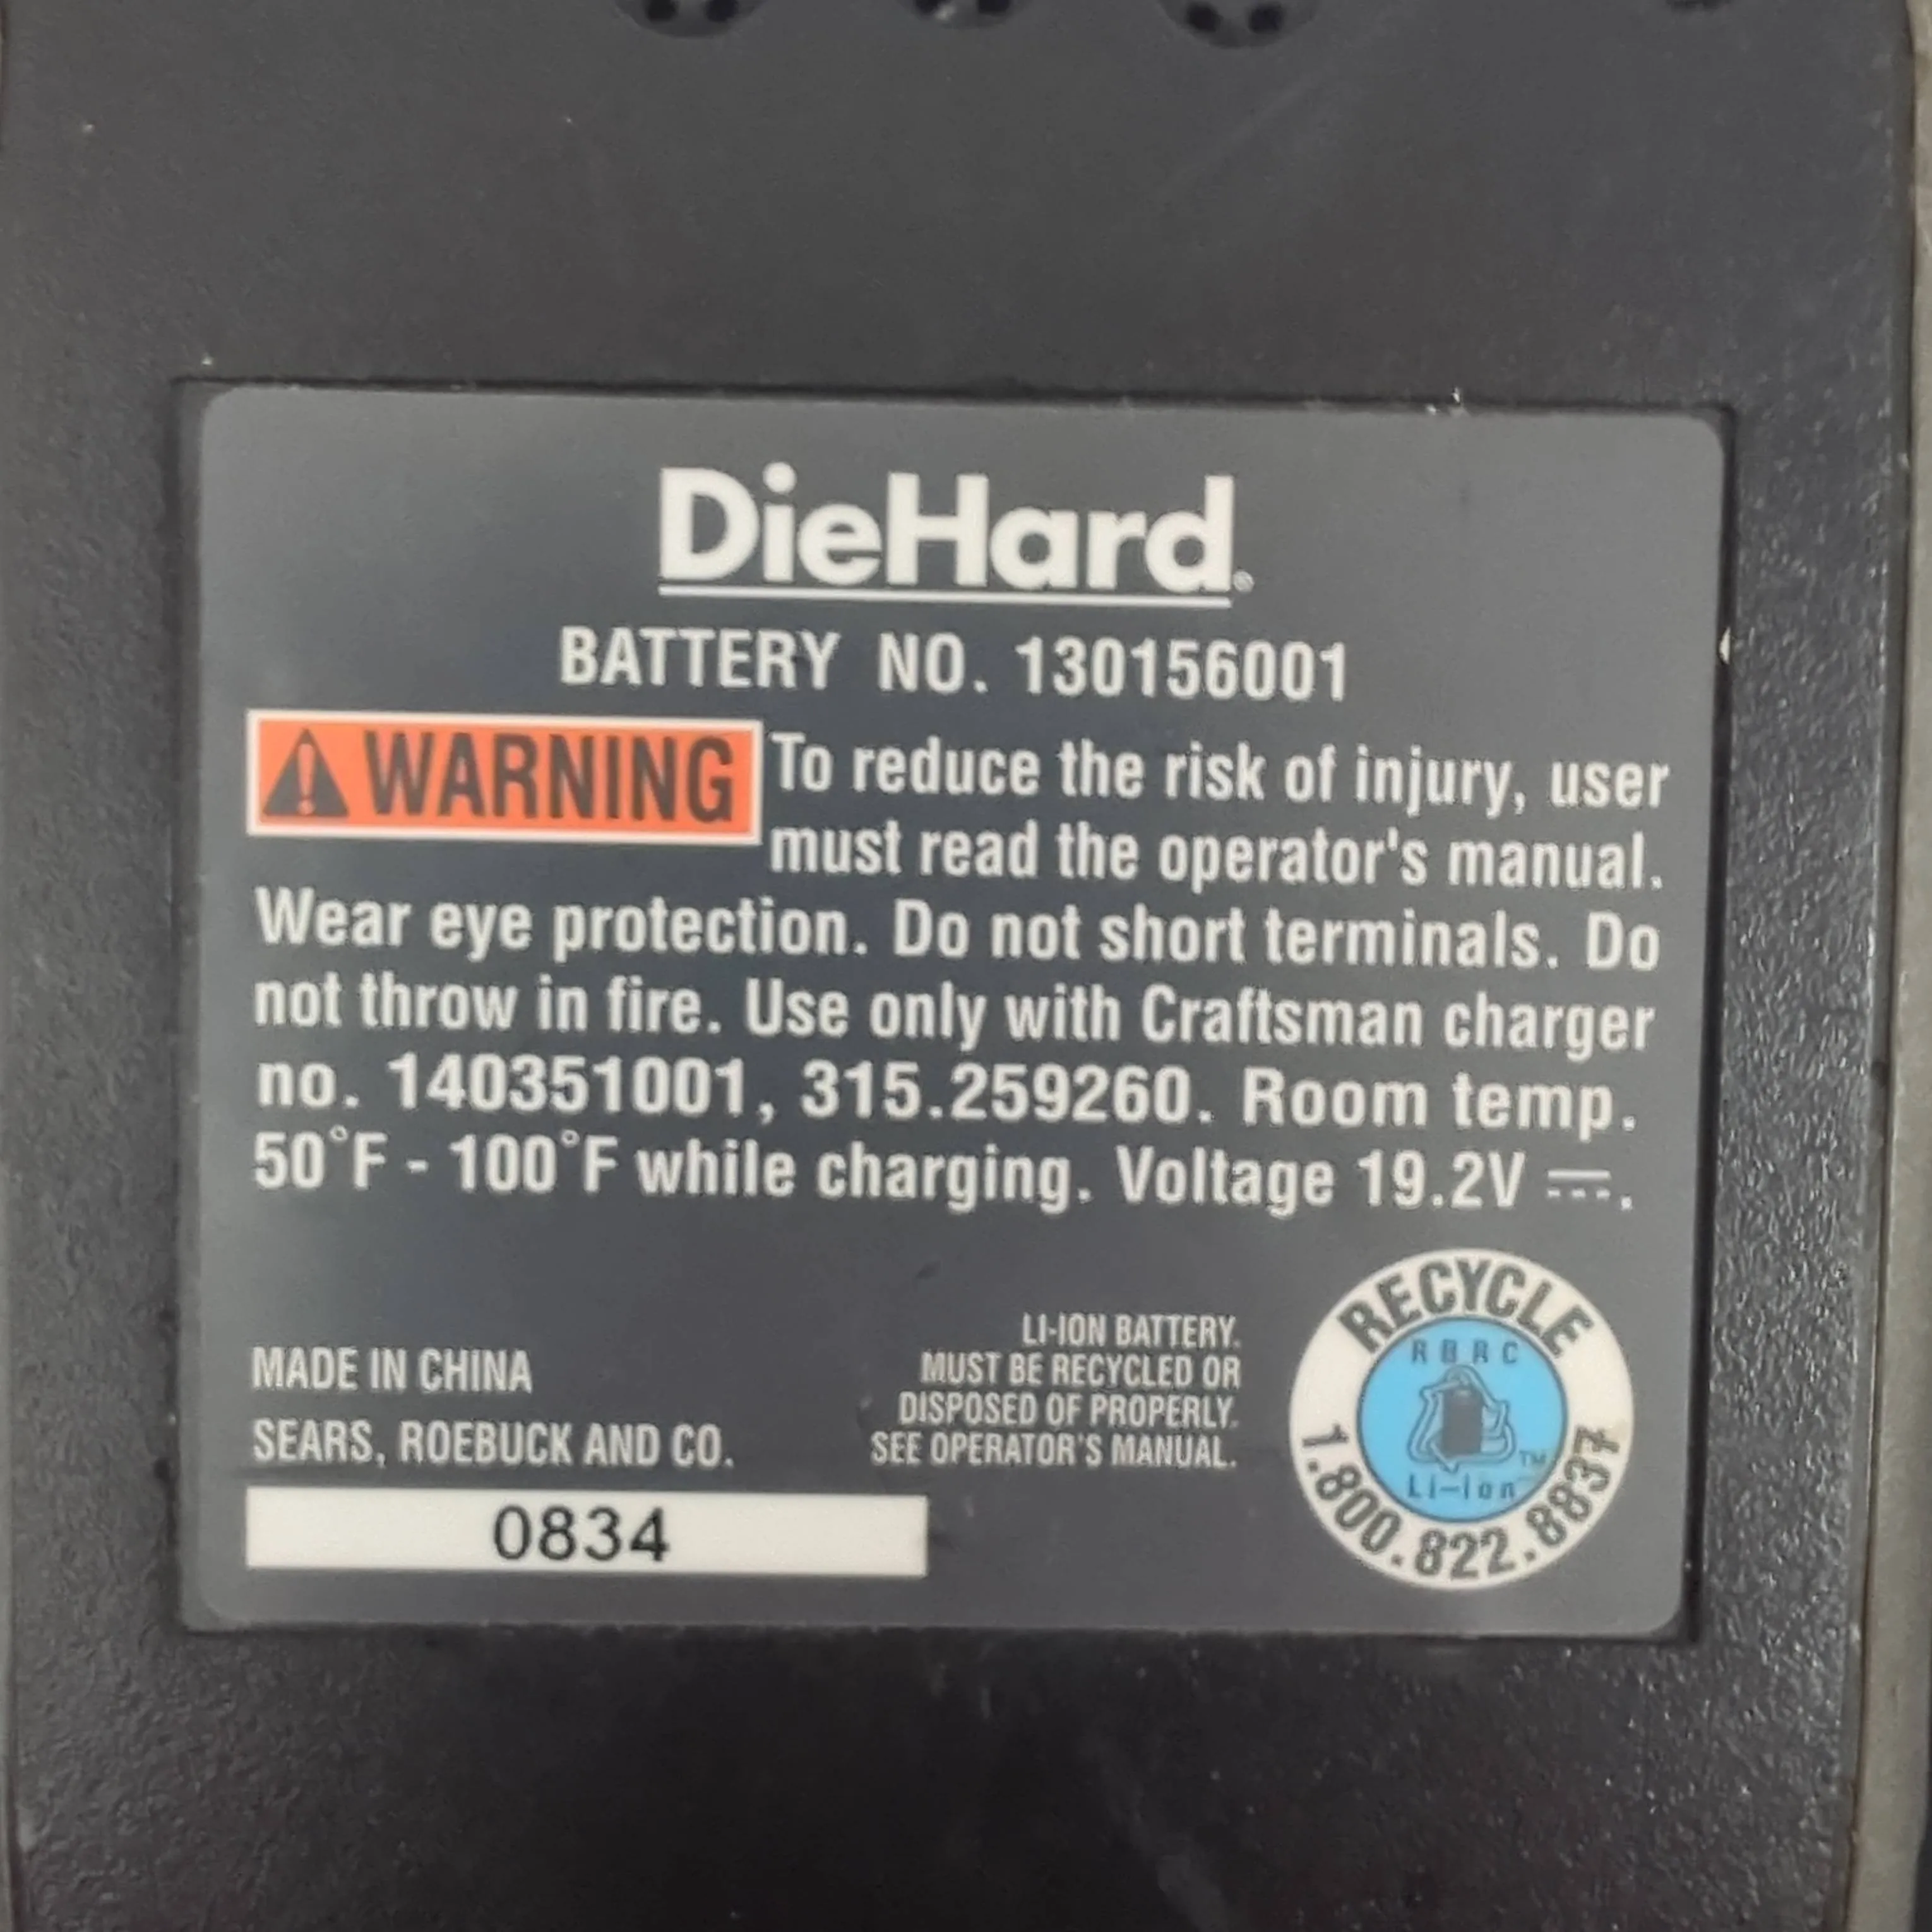 DieHard®
BATTERY NO. 130156001
⚠ WARNING To reduce the risk of injury, user
must read the operator's manual.
Wear eye protection. Do not short terminals. Do
not throw in fire. Use only with Craftsman charger
no. 140351001, 315.259260. Room temp.
50°F - 100°F while charging. Voltage 19.2V ⎓.
MADE IN CHINA
SEARS, ROEBUCK AND CO.
0834
LI-ION BATTERY.
MUST BE RECYCLED OR
DISPOSED OF PROPERLY.
SEE OPERATOR'S MANUAL.
RECYCLE
RBRC
TM
Li-ion
1.800.822.8837